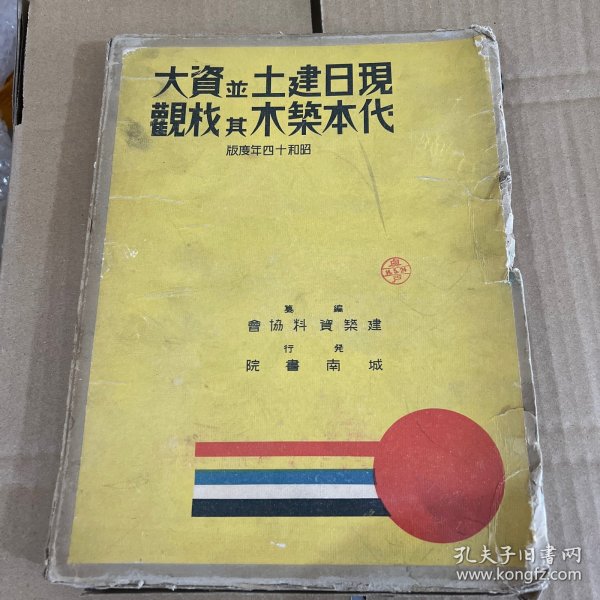 現代日本建築土木並其資材大觀
昭和十四年度版
編纂
建築資料協會
発行
城南書院
孔夫子旧书网
www.kongfz.com